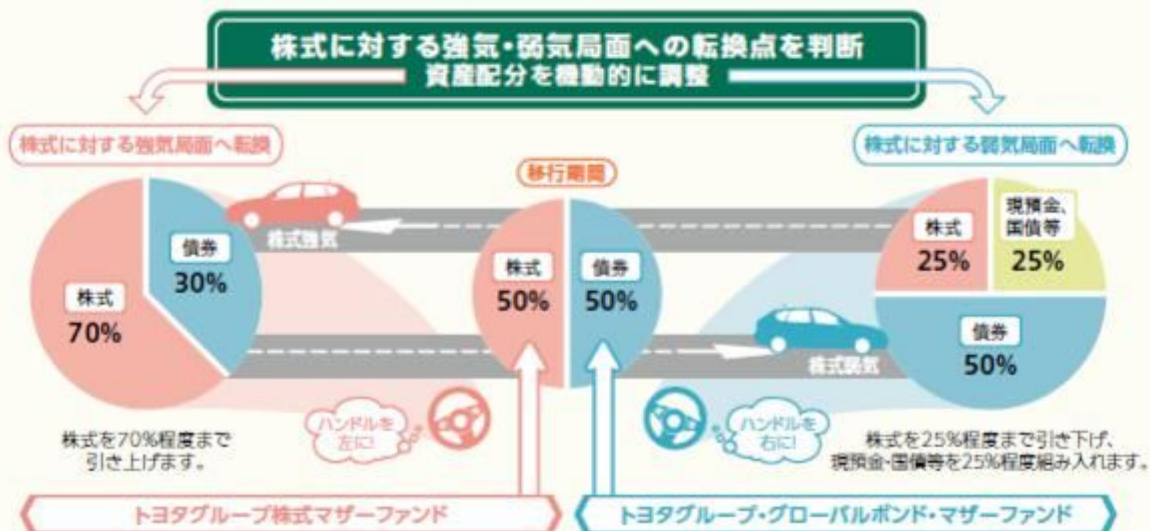 株式に対する強気・弱気局面への転換点を判断
資産配分を機動的に調整
株式に対する強気局面へ転換
株式に対する弱気局面へ転換
移行期間
債券
30%
株式
70%
株式強気
株式
50%
債券
50%
株式
25%
現預金、
国債等
25%
債券
50%
株式弱気
ハンドルを
左に!
ハンドルを
右に!
株式を70%程度まで
引き上げます。
株式を25%程度まで引き下げ、
現預金・国債等を25%程度組み入れます。
トヨタグループ株式マザーファンド
トヨタグループ・グローバルボンド・マザーファンド